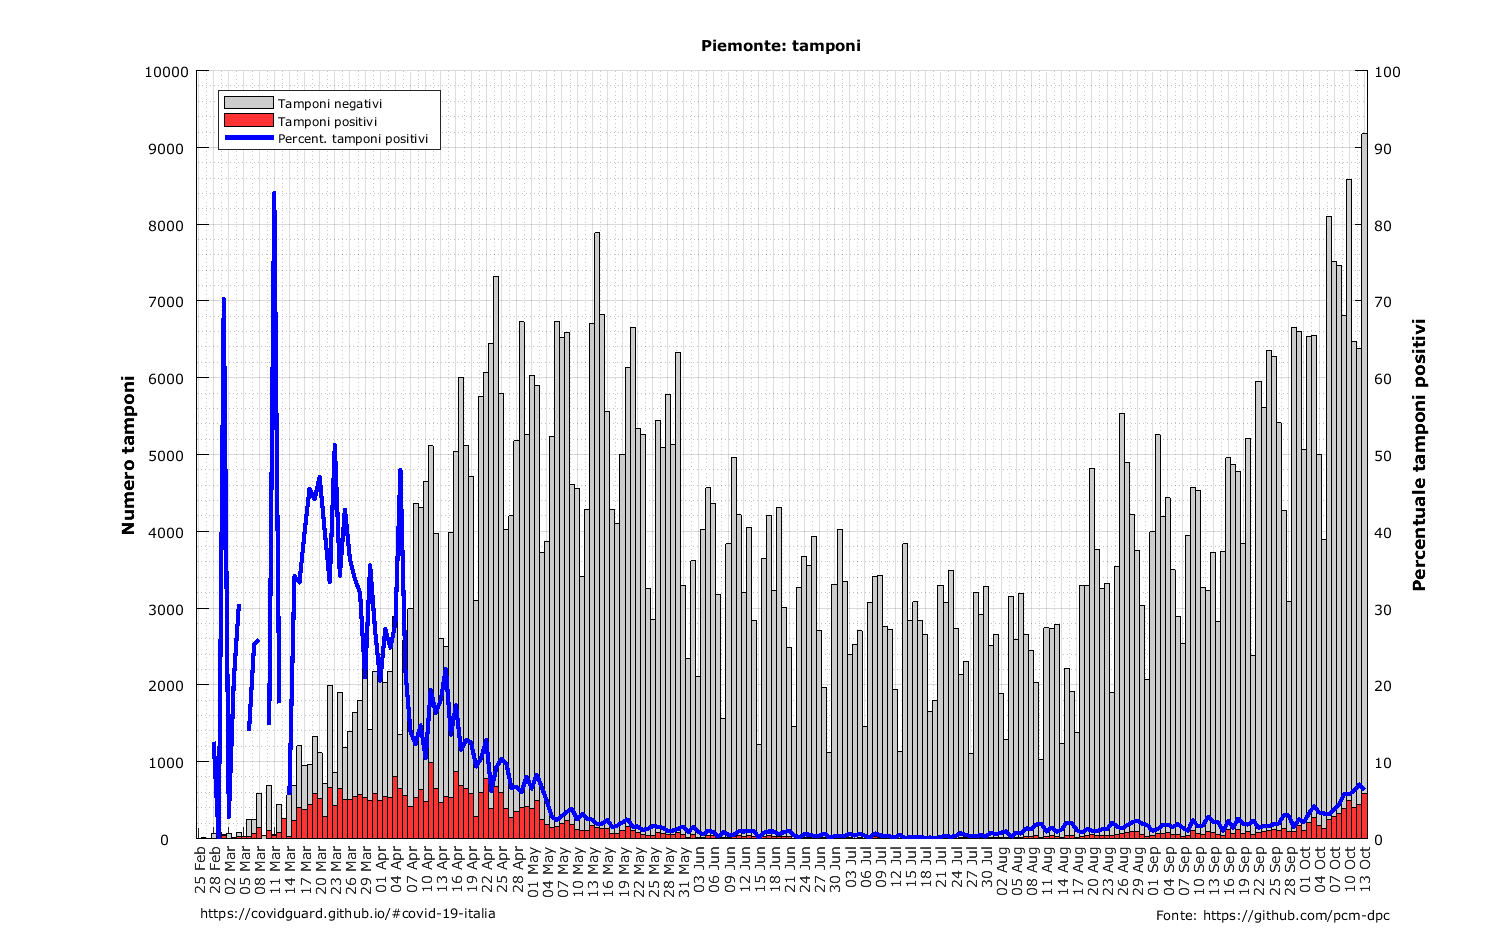 Piemonte: tamponi
Tamponi negativi
Tamponi positivi
Percent. tamponi positivi
10000
9000
8000
7000
6000
5000
4000
3000
2000
1000
0
100
90
80
70
60
50
40
30
20
10
0
Numero tamponi
Percentuale tamponi positivi
25 Feb
28 Feb
02 Mar
05 Mar
08 Mar
11 Mar
14 Mar
17 Mar
20 Mar
23 Mar
26 Mar
29 Mar
01 Apr
04 Apr
07 Apr
10 Apr
13 Apr
16 Apr
19 Apr
22 Apr
25 Apr
28 Apr
01 May
04 May
07 May
10 May
13 May
16 May
19 May
22 May
25 May
28 May
31 May
03 Jun
06 Jun
09 Jun
12 Jun
15 Jun
18 Jun
21 Jun
24 Jun
27 Jun
30 Jun
03 Jul
06 Jul
09 Jul
12 Jul
15 Jul
18 Jul
21 Jul
24 Jul
27 Jul
30 Jul
02 Aug
05 Aug
08 Aug
11 Aug
14 Aug
17 Aug
20 Aug
23 Aug
26 Aug
29 Aug
01 Sep
04 Sep
07 Sep
10 Sep
13 Sep
16 Sep
19 Sep
22 Sep
25 Sep
28 Sep
01 Oct
04 Oct
07 Oct
10 Oct
13 Oct
https://covidguard.github.io/#covid-19-italia
Fonte: https://github.com/pcm-dpc